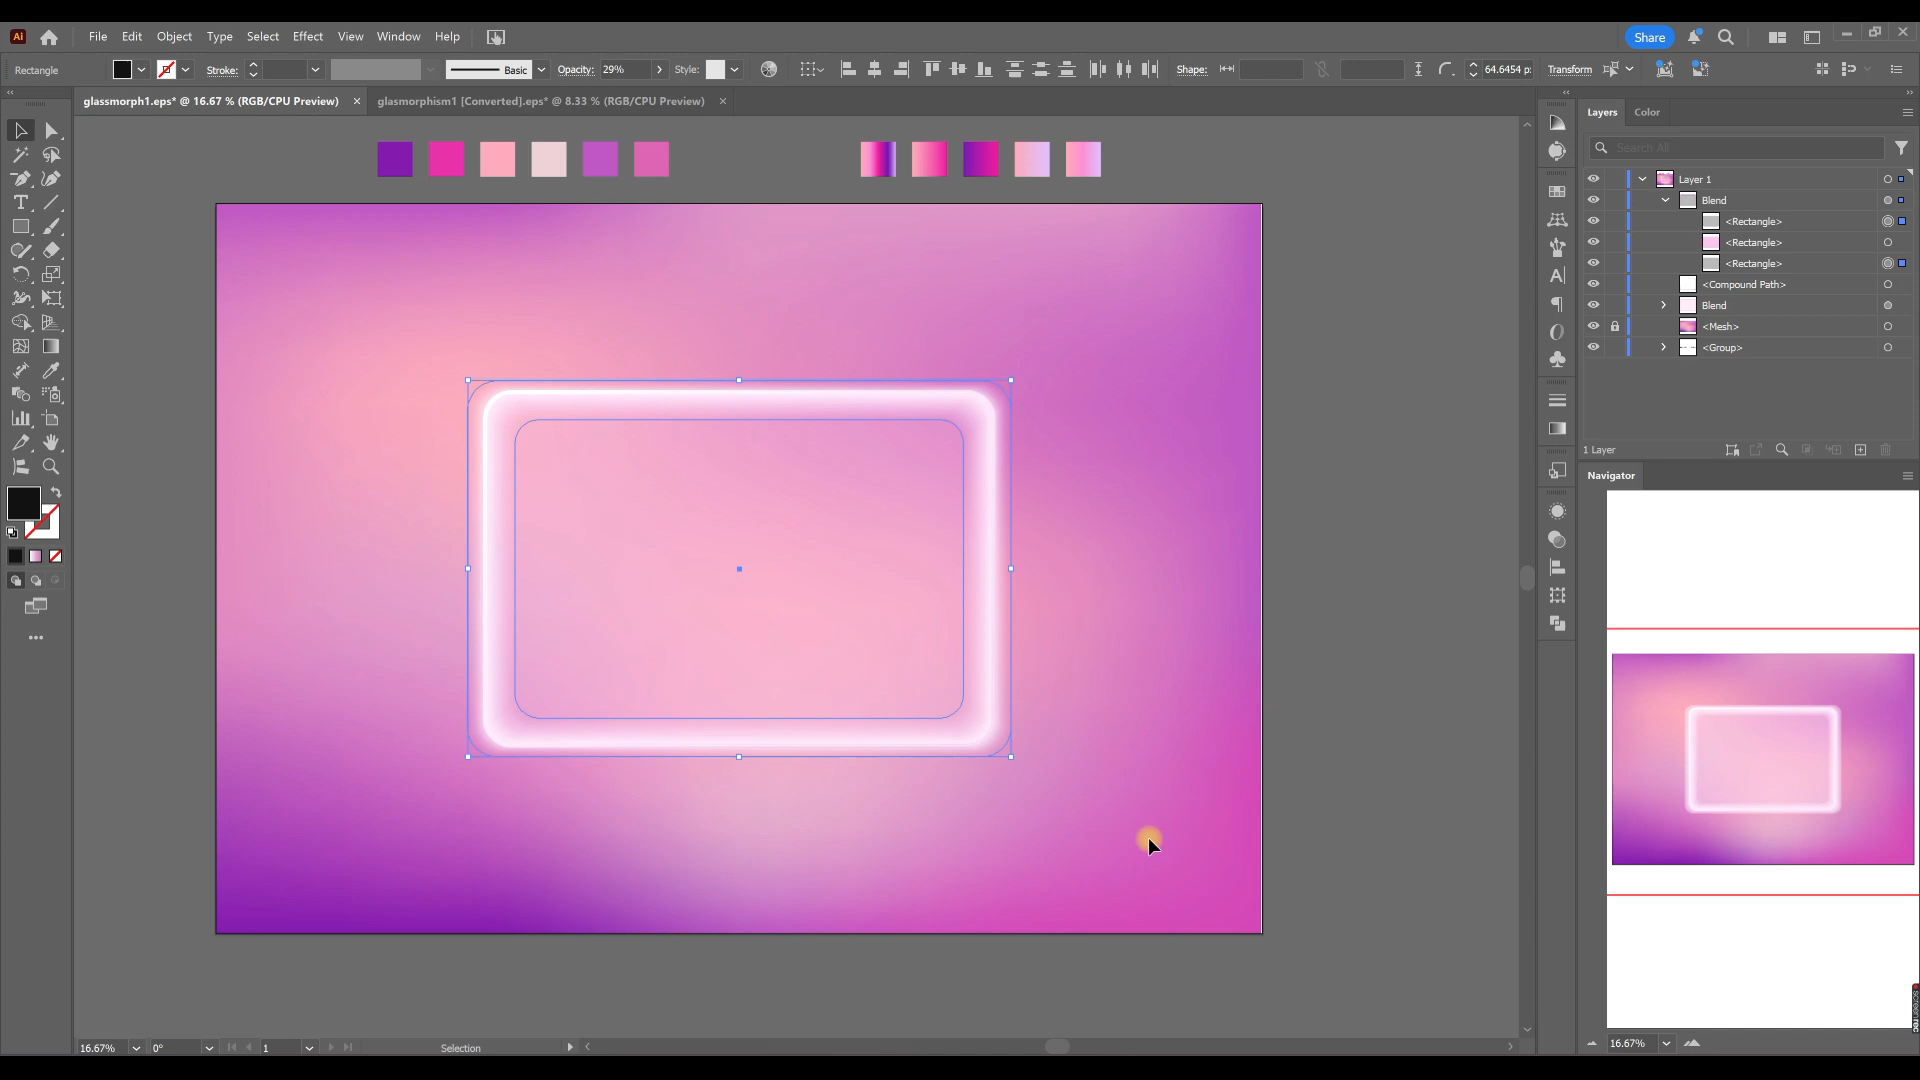 Ai File Edit Object Type Select Effect View Window Help Share
Rectangle Stroke: Basic Opacity: 29% Style: Shape: 64.6454 p: Transform
glassmorph1.eps* @ 16.67 % (RGB/CPU Preview) × glasmorphism1 [Converted].eps* @ 8.33 % (RGB/CPU Preview) ×
Layers Color
Search All
Layer 1
Blend
<Rectangle>
<Rectangle>
<Rectangle>
<Compound Path>
Blend
<Mesh>
<Group>
1 Layer
Navigator
16.67% 0° 1 Selection
16.67%